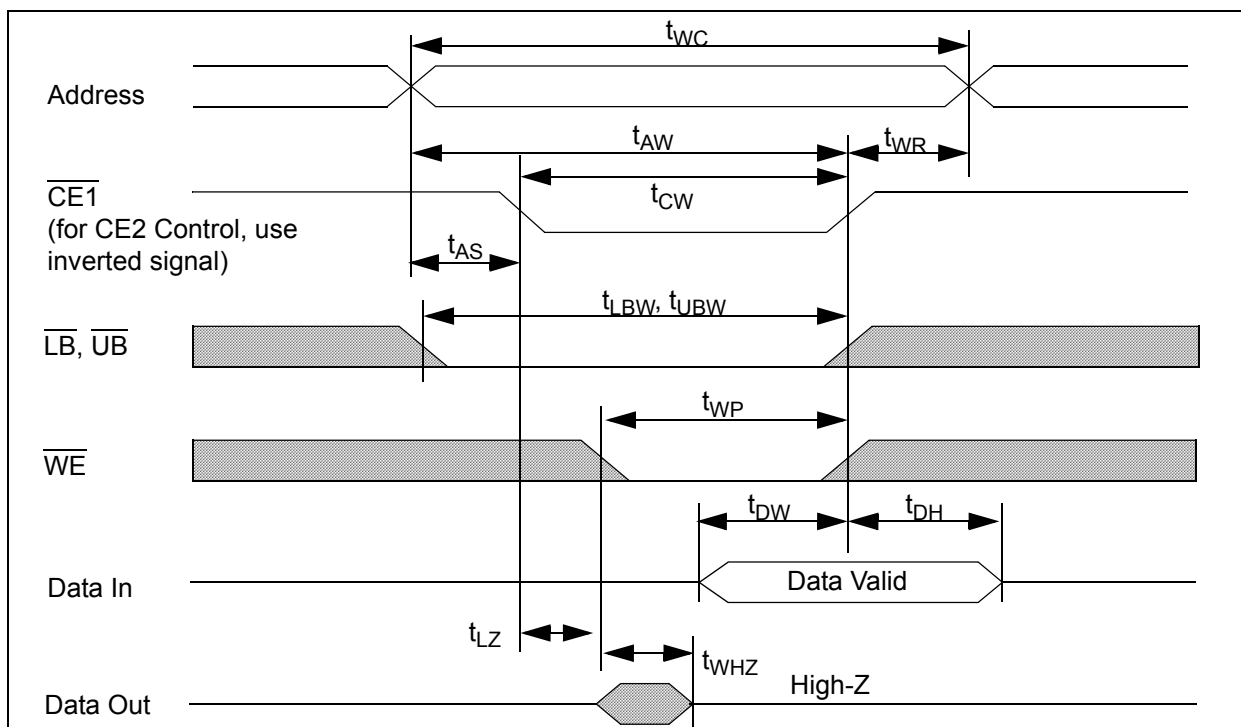 tWC
Address
tAW
tWR
CE1
(for CE2 Control, use
inverted signal)
tCW
tAS
tLBW, tUBW
LB, UB
tWP
WE
tDW
tDH
Data In
Data Valid
tLZ
tWHZ
High-Z
Data Out